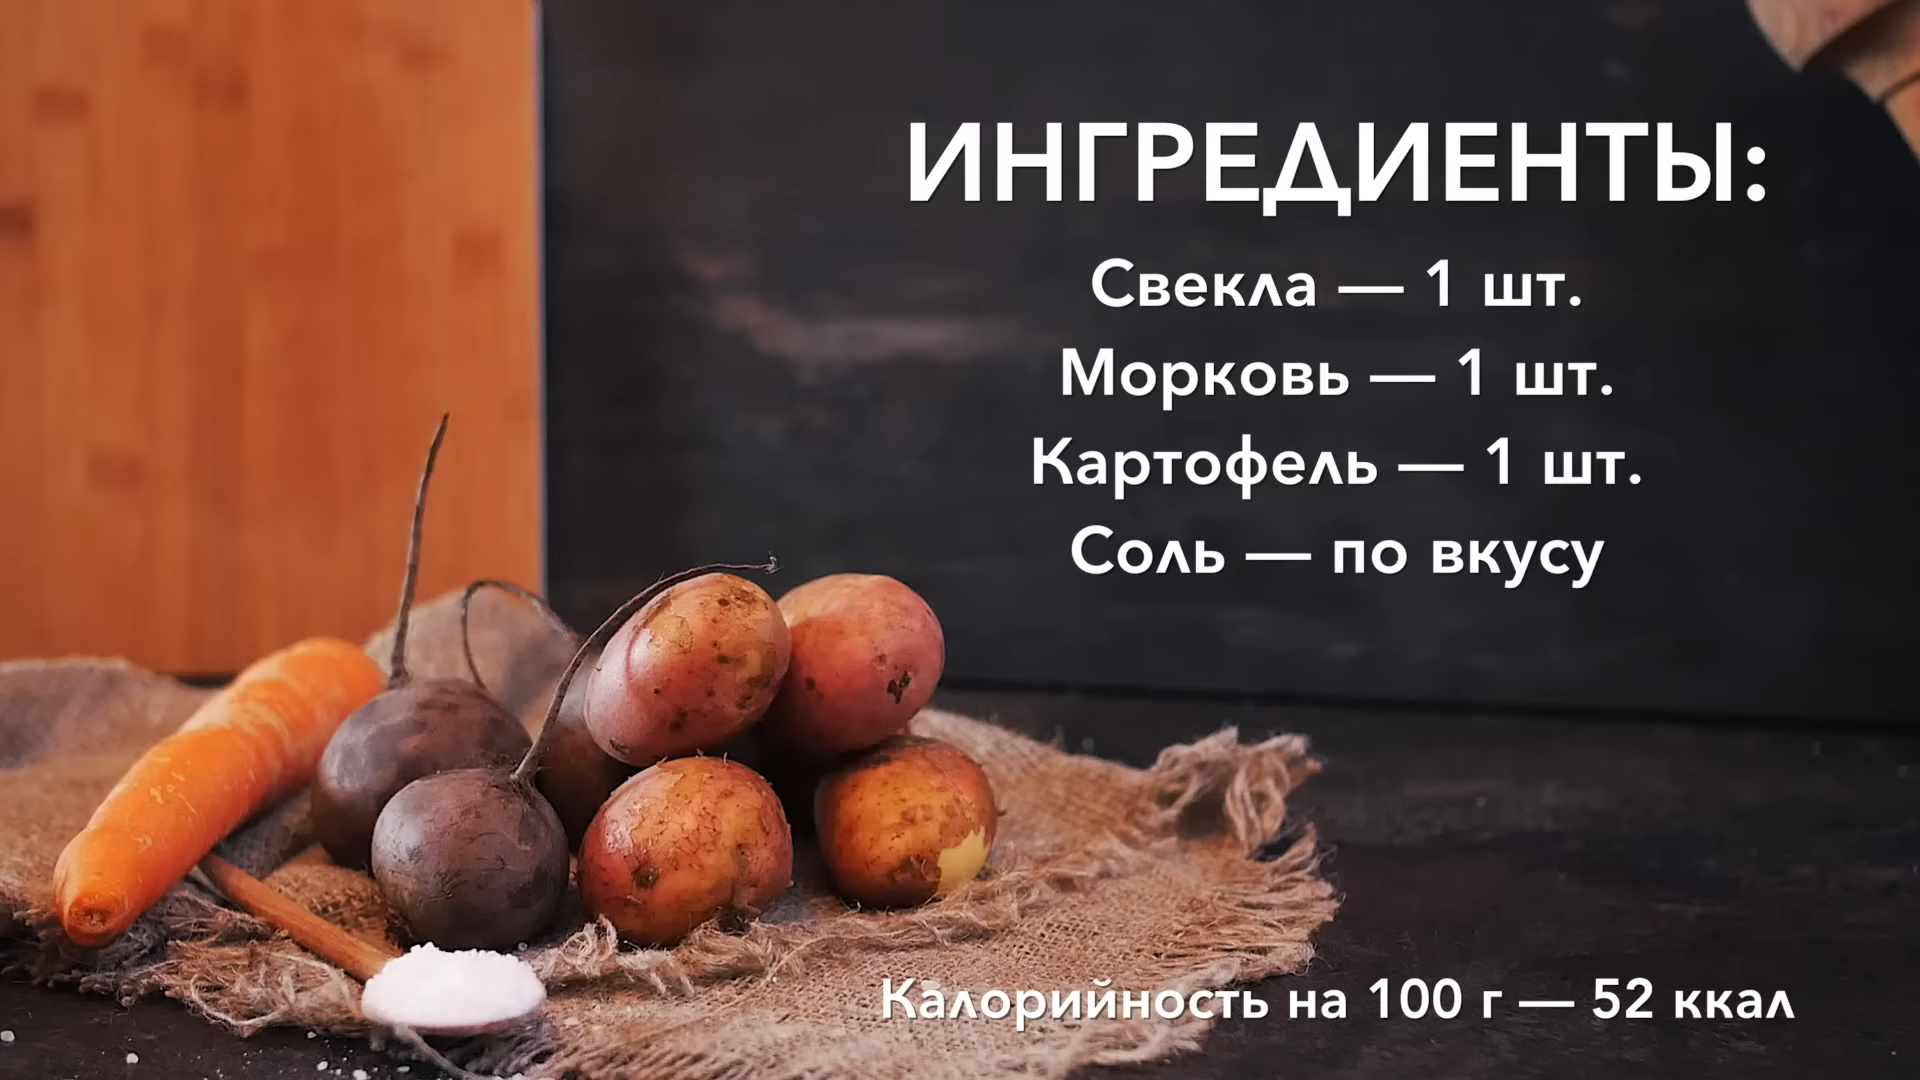 ИНГРЕДИЕНТЫ:
Свекла — 1 шт.
Морковь — 1 шт.
Картофель — 1 шт.
Соль — по вкусу
Калорийность на 100 г — 52 ккал